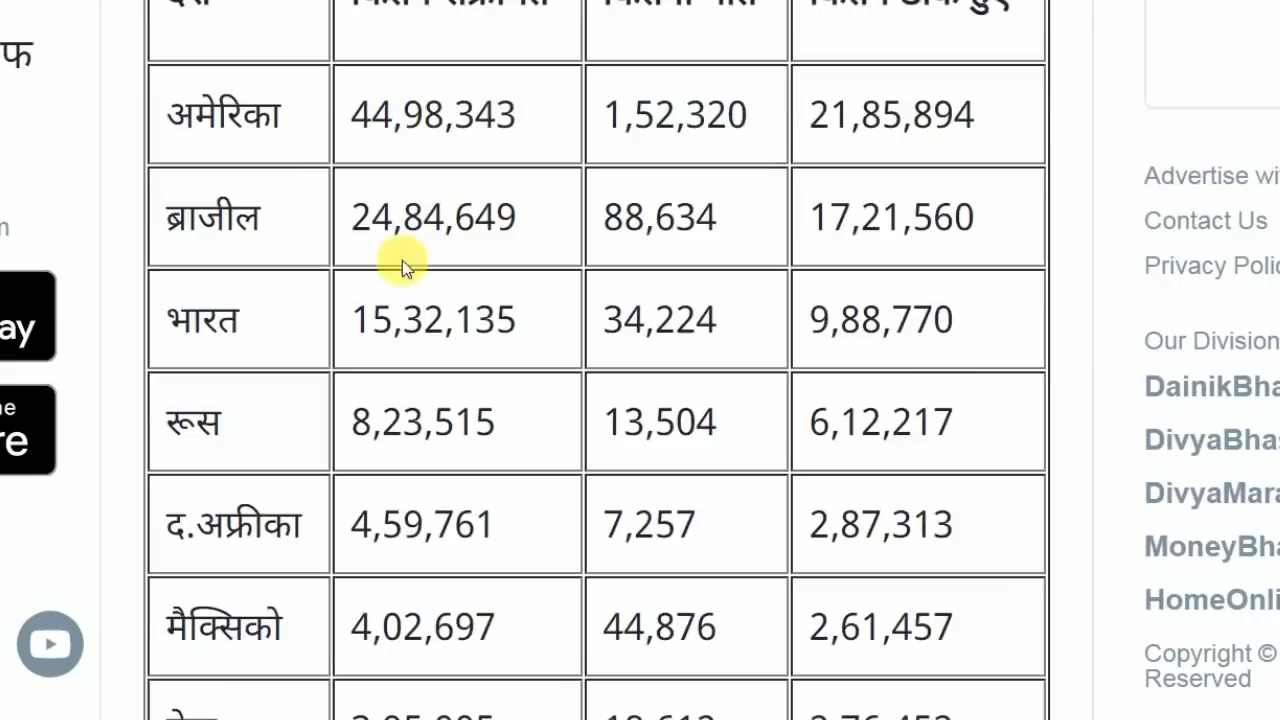 फ
अमेरिका 44,98,343 1,52,320 21,85,894
ब्राजील 24,84,649 88,634 17,21,560
भारत 15,32,135 34,224 9,88,770
रूस 8,23,515 13,504 6,12,217
द.अफ्रीका 4,59,761 7,257 2,87,313
मैक्सिको 4,02,697 44,876 2,61,457
m
ay
he
re
Advertise wi
Contact Us
Privacy Polic
Our Division
DainikBha
DivyaBhas
DivyaMara
MoneyBha
HomeOnli
Copyright ©
Reserved